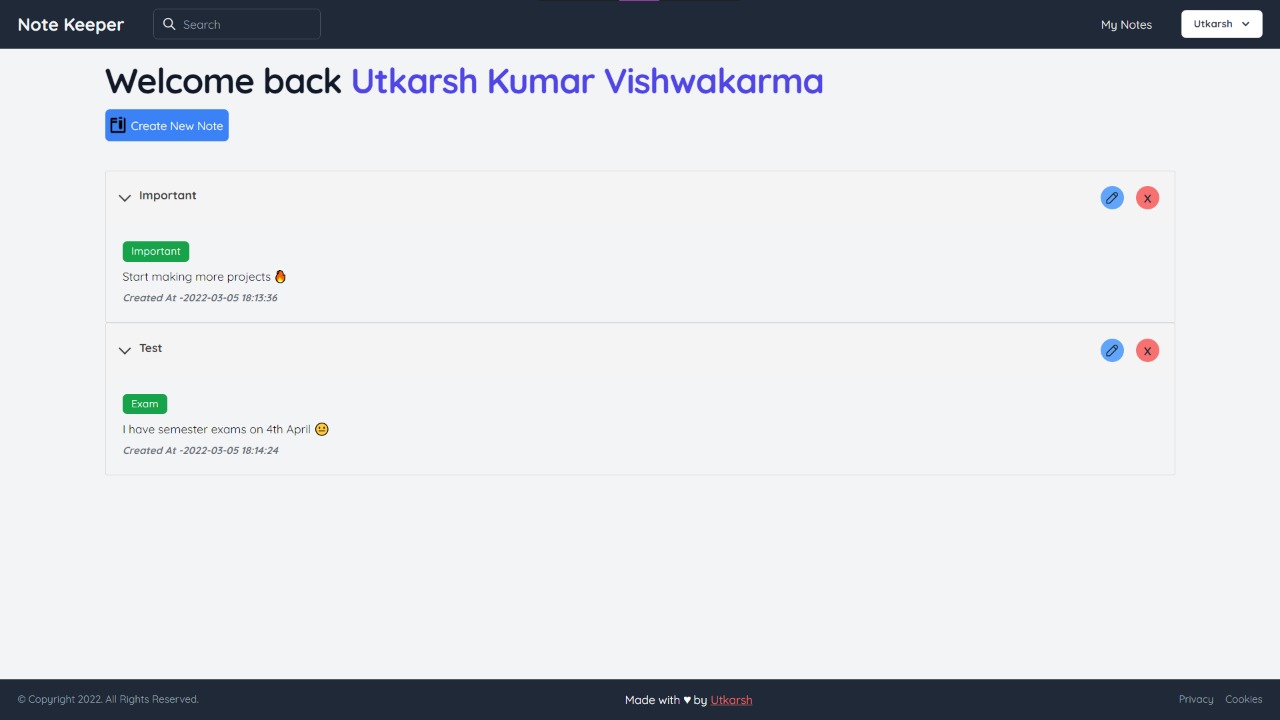 Note Keeper
Search
My Notes
Utkarsh
Welcome back Utkarsh Kumar Vishwakarma
Create New Note
Important
x
Important
Start making more projects 🔥
Created At -2022-03-05 18:13:36
Test
x
Exam
I have semester exams on 4th April 😐
Created At -2022-03-05 18:14:24
© Copyright 2022. All Rights Reserved.
Made with ♥ by Utkarsh
Privacy
Cookies